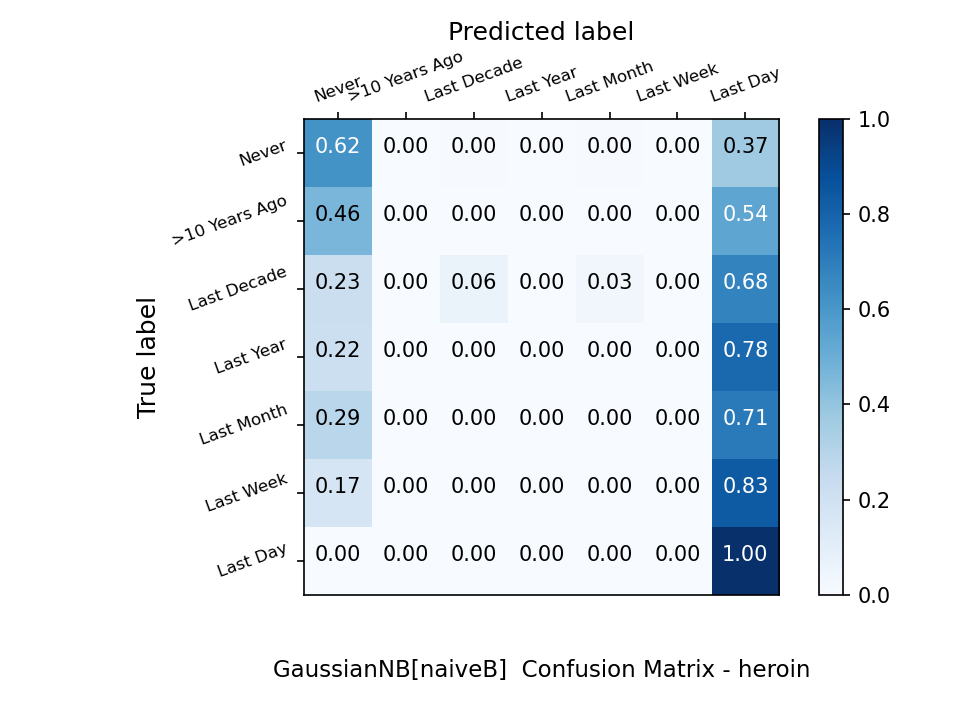 Predicted label
Never >10 Years Ago Last Decade Last Year Last Month Last Week Last Day
True label
Never 0.62 0.00 0.00 0.00 0.00 0.00 0.37
>10 Years Ago 0.46 0.00 0.00 0.00 0.00 0.00 0.54
Last Decade 0.23 0.00 0.06 0.00 0.03 0.00 0.68
Last Year 0.22 0.00 0.00 0.00 0.00 0.00 0.78
Last Month 0.29 0.00 0.00 0.00 0.00 0.00 0.71
Last Week 0.17 0.00 0.00 0.00 0.00 0.00 0.83
Last Day 0.00 0.00 0.00 0.00 0.00 0.00 1.00
1.0
0.8
0.6
0.4
0.2
0.0
GaussianNB[naiveB]  Confusion Matrix - heroin